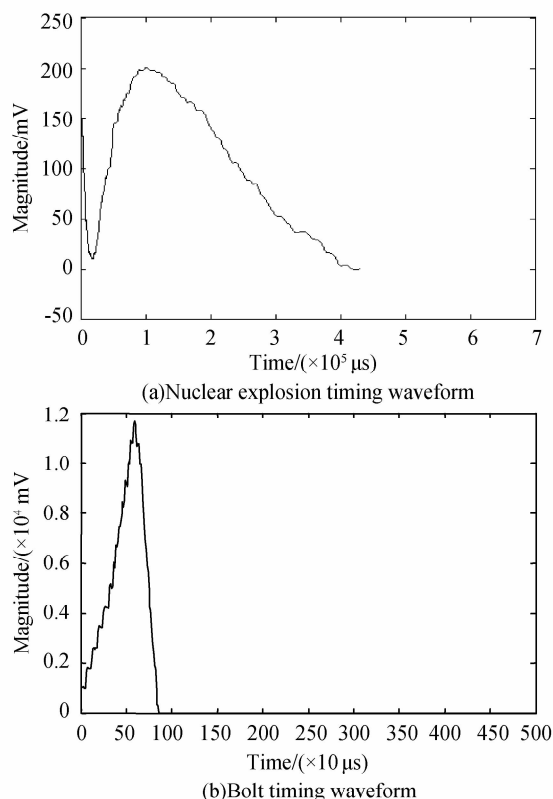 250
200
150
100
50
0
-50
Magnitude/mV
0 1 2 3 4 5 6 7
Time/(×10⁵ μs)
(a)Nuclear explosion timing waveform
1.2
1.0
0.8
0.6
0.4
0.2
0
Magnitude/(×10⁴ mV
0 50 100 150 200 250 300 350 400 450 500
Time/(×10 μs)
(b)Bolt timing waveform